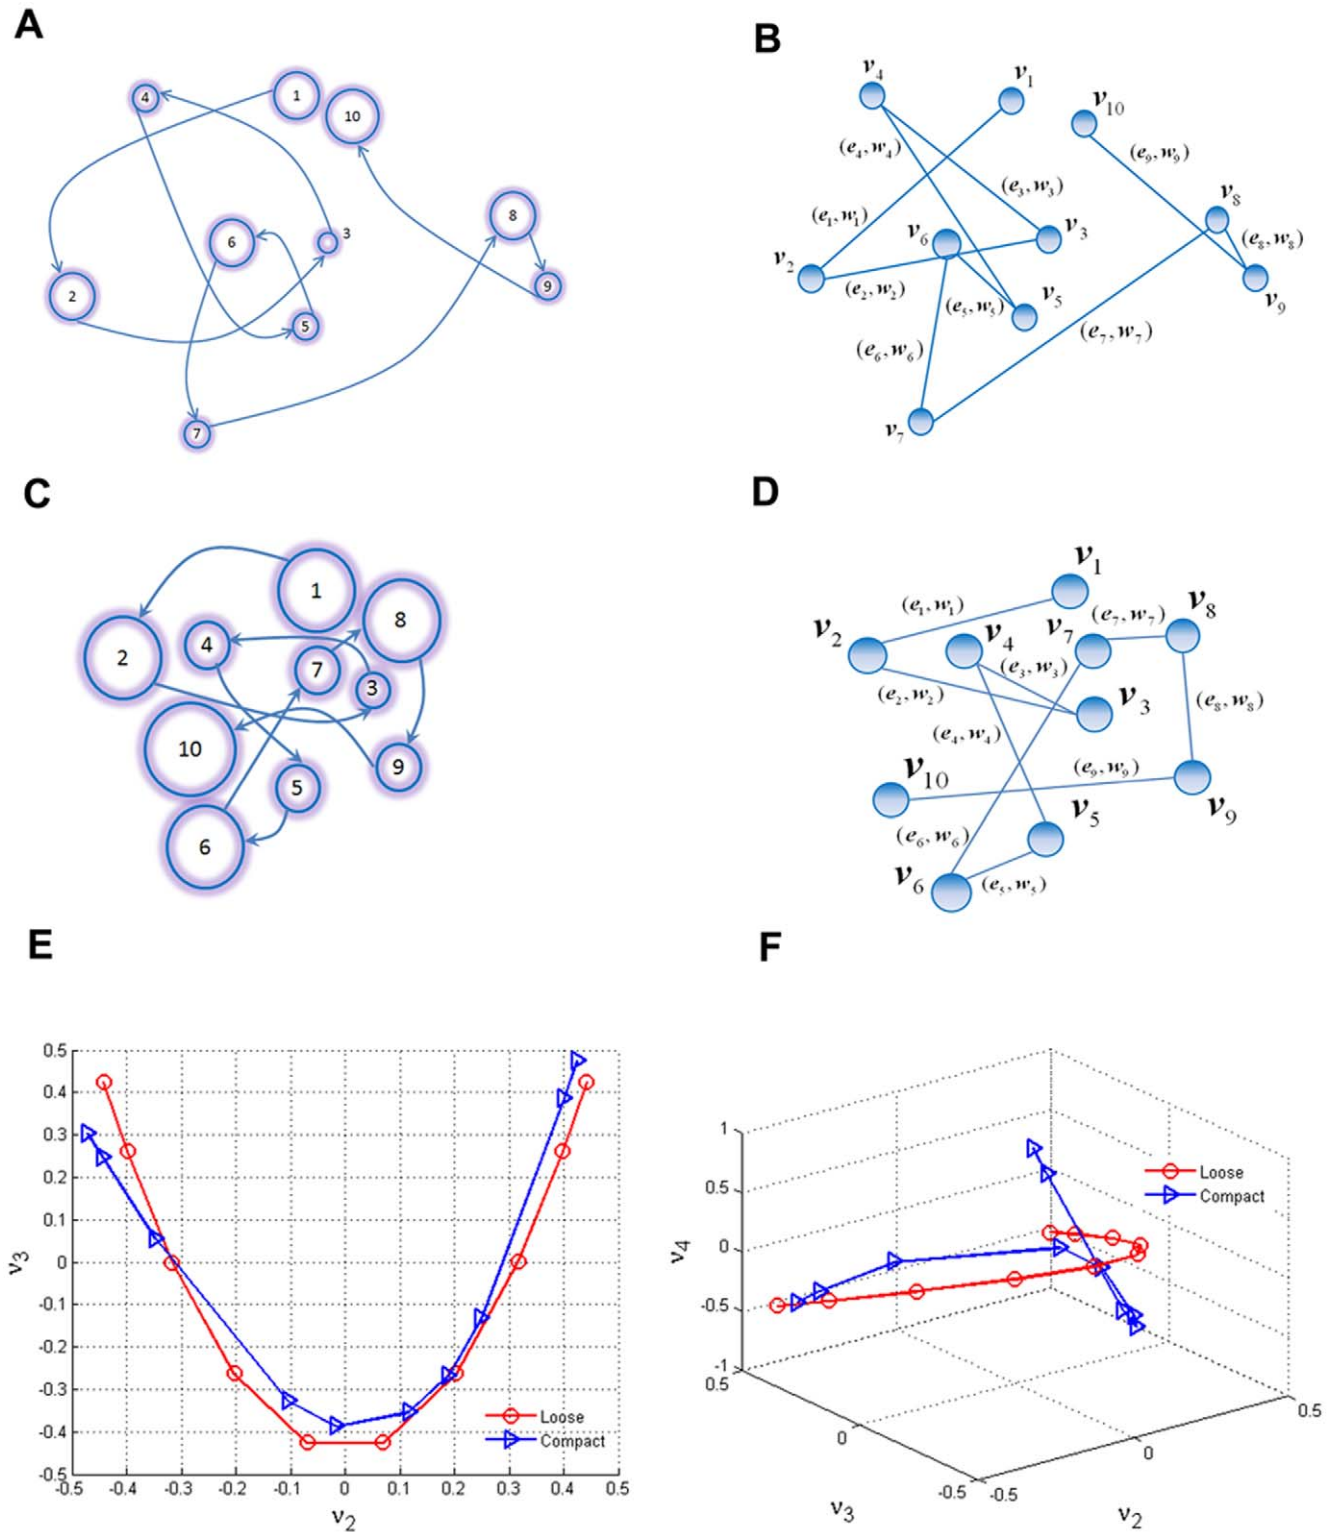 A
4
1
10
8
6
3
2
9
5
7
B
v4
v1
v10
(e4, w4)
(e9, w9)
(e3, w3)
v8
(e1, w1)
v6
v3
(e8, w8)
v2
(e2, w2)
(e5, w5)
v5
v9
(e7, w7)
(e6, w6)
v7
C
1
8
4
2
7
3
10
9
5
6
D
v1
(e1, w1)
(e7, w7)
v8
v2
v4
v7
(e3, w3)
(e2, w2)
v3
(e8, w8)
(e4, w4)
v10
(e9, w9)
v9
v5
(e6, w6)
v6
(e5, w5)
E
0.5
0.4
0.3
0.2
0.1
0
-0.1
-0.2
-0.3
-0.4
-0.5
ν3
Loose
Compact
-0.5 -0.4 -0.3 -0.2 -0.1 0 0.1 0.2 0.3 0.4 0.5
ν2
F
1
0.5
0
-0.5
-1
ν4
Loose
Compact
0.5
0
-0.5
ν3
-0.5
0
0.5
ν2